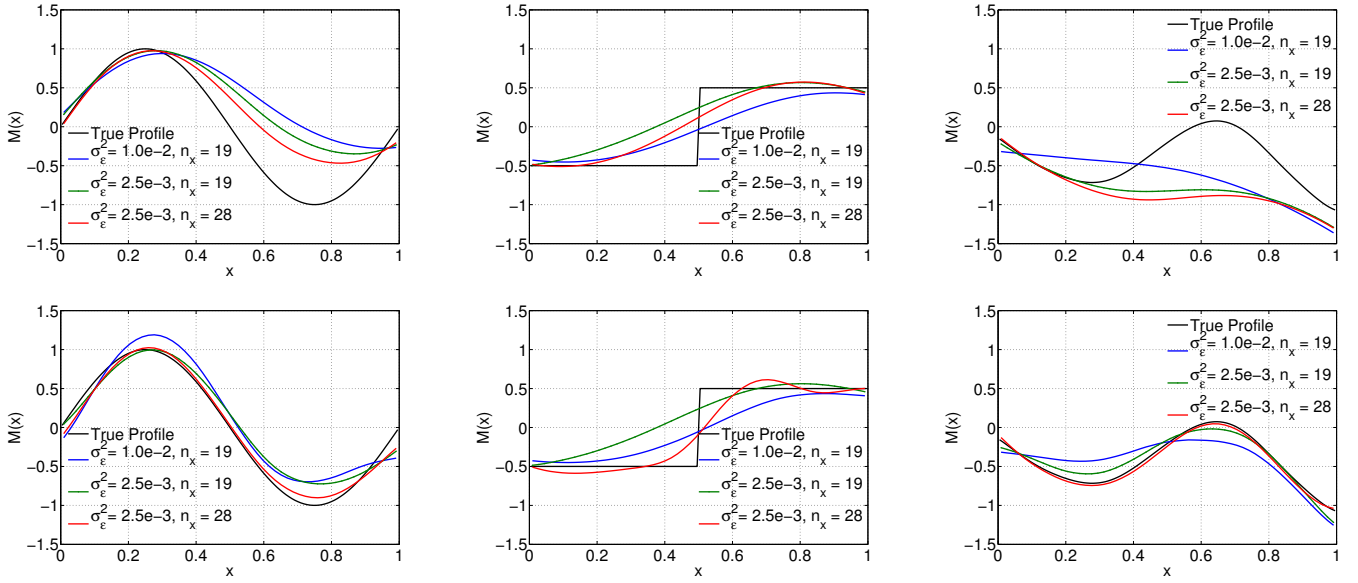 1.5
1
0.5
0
−0.5
−1
−1.5
M(x)
True Profile
σ²ε= 1.0e−2, nx = 19
σ²ε= 2.5e−3, nx = 19
σ²ε= 2.5e−3, nx = 28
0 0.2 0.4 0.6 0.8 1
x
1.5
1
0.5
0
−0.5
−1
−1.5
M(x)
True Profile
σ²ε= 1.0e−2, nx = 19
σ²ε= 2.5e−3, nx = 19
σ²ε= 2.5e−3, nx = 28
0 0.2 0.4 0.6 0.8 1
x
1.5
1
0.5
0
−0.5
−1
−1.5
M(x)
True Profile
σ²ε= 1.0e−2, nx = 19
σ²ε= 2.5e−3, nx = 19
σ²ε= 2.5e−3, nx = 28
0 0.2 0.4 0.6 0.8 1
x
1.5
1
0.5
0
−0.5
−1
−1.5
M(x)
True Profile
σ²ε= 1.0e−2, nx = 19
σ²ε= 2.5e−3, nx = 19
σ²ε= 2.5e−3, nx = 28
0 0.2 0.4 0.6 0.8 1
x
1.5
1
0.5
0
−0.5
−1
−1.5
M(x)
True Profile
σ²ε= 1.0e−2, nx = 19
σ²ε= 2.5e−3, nx = 19
σ²ε= 2.5e−3, nx = 28
0 0.2 0.4 0.6 0.8 1
x
1.5
1
0.5
0
−0.5
−1
−1.5
M(x)
True Profile
σ²ε= 1.0e−2, nx = 19
σ²ε= 2.5e−3, nx = 19
σ²ε= 2.5e−3, nx = 28
0 0.2 0.4 0.6 0.8 1
x